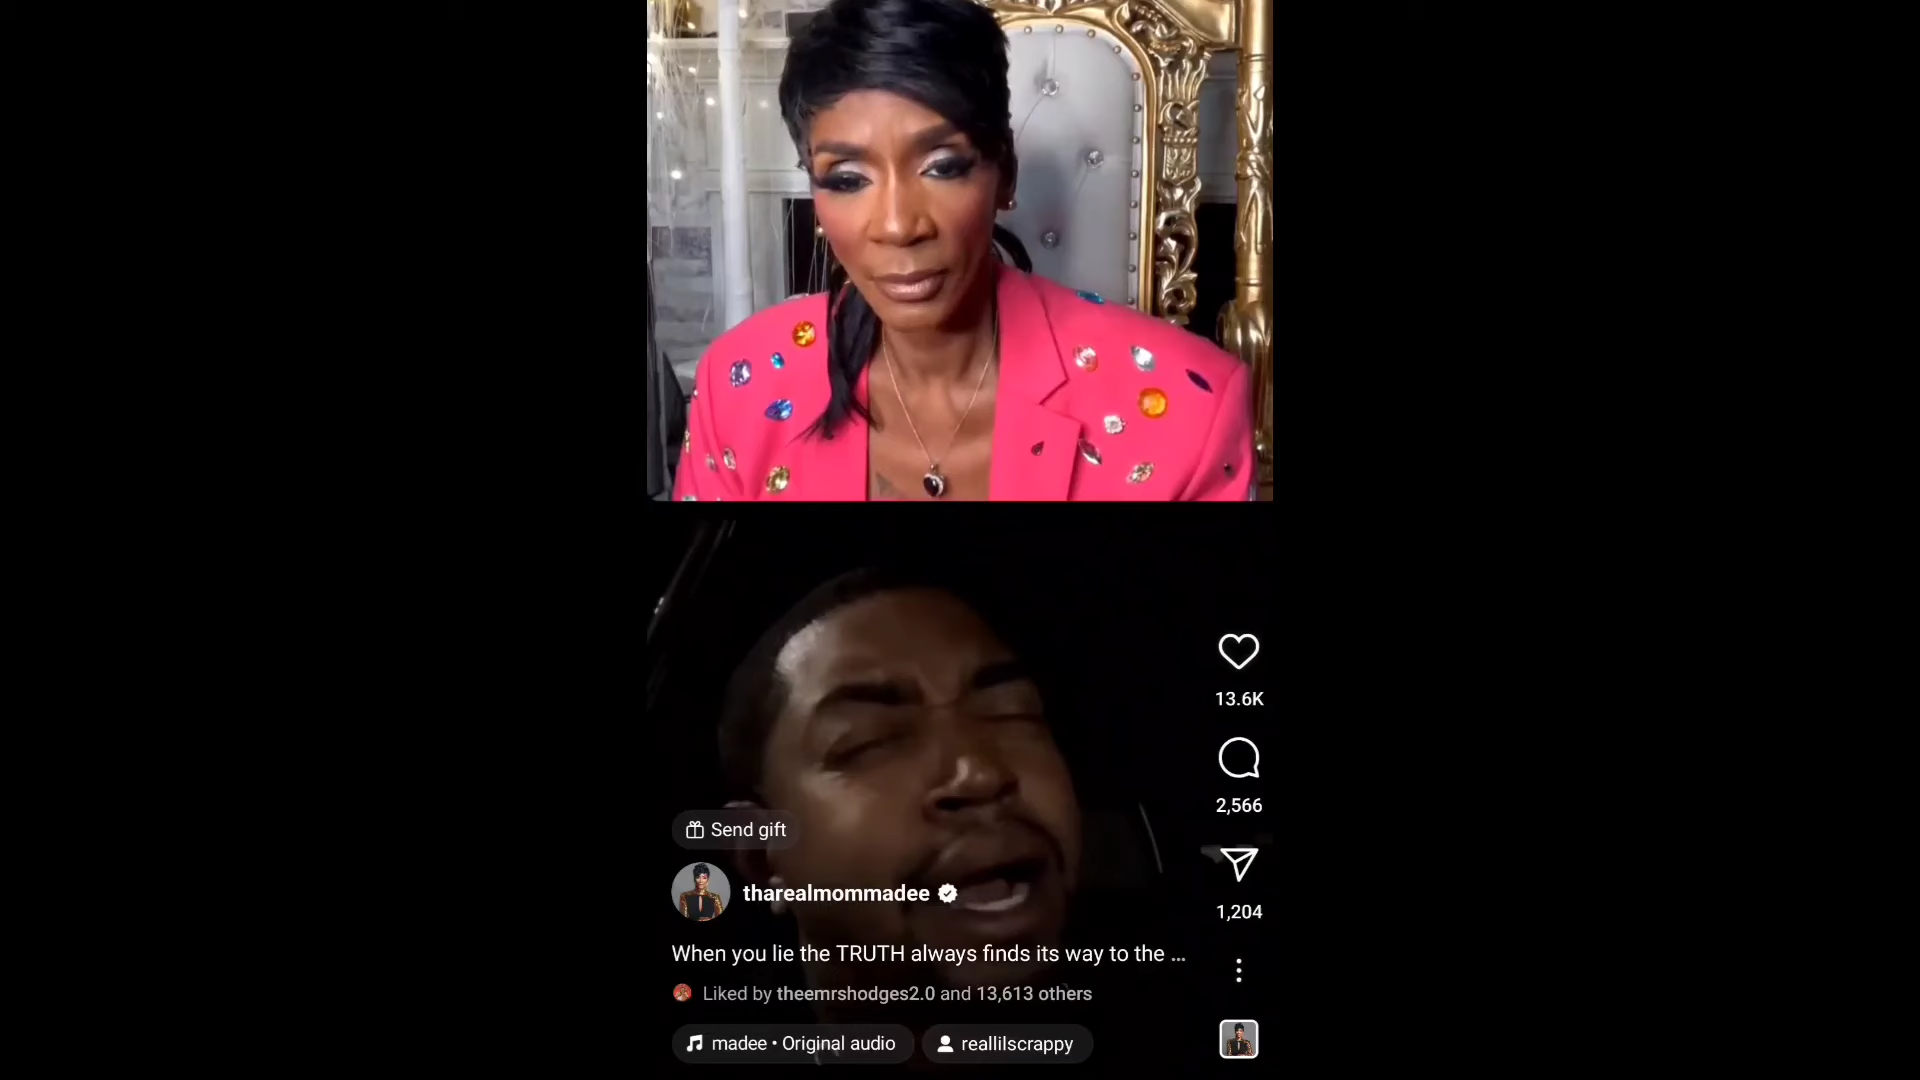 13.6K
2,566
Send gift
tharealmommadee
1,204
When you lie the TRUTH always finds its way to the ...
Liked by theemrshodges2.0 and 13,613 others
madee • Original audio
reallilscrappy